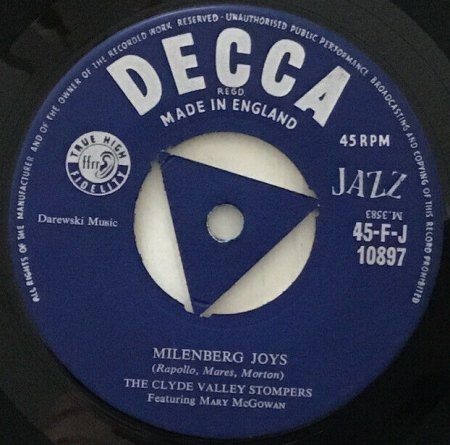 ALL RIGHTS OF THE MANUFACTURER AND OF THE OWNER OF THE RECORDED WORK RESERVED · UNAUTHORISED PUBLIC PERFORMANCE BROADCASTING AND COPYING OF THIS RECORD PROHIBITED
DECCA
REGD
MADE IN ENGLAND
45 RPM
TRUE HIGH
ffrr
FIDELITY
JAZZ
M.3583
Darewski Music
45-F-J
10897
MILENBERG JOYS
(Rapollo, Mares, Morton)
THE CLYDE VALLEY STOMPERS
Featuring MARY McGOWAN